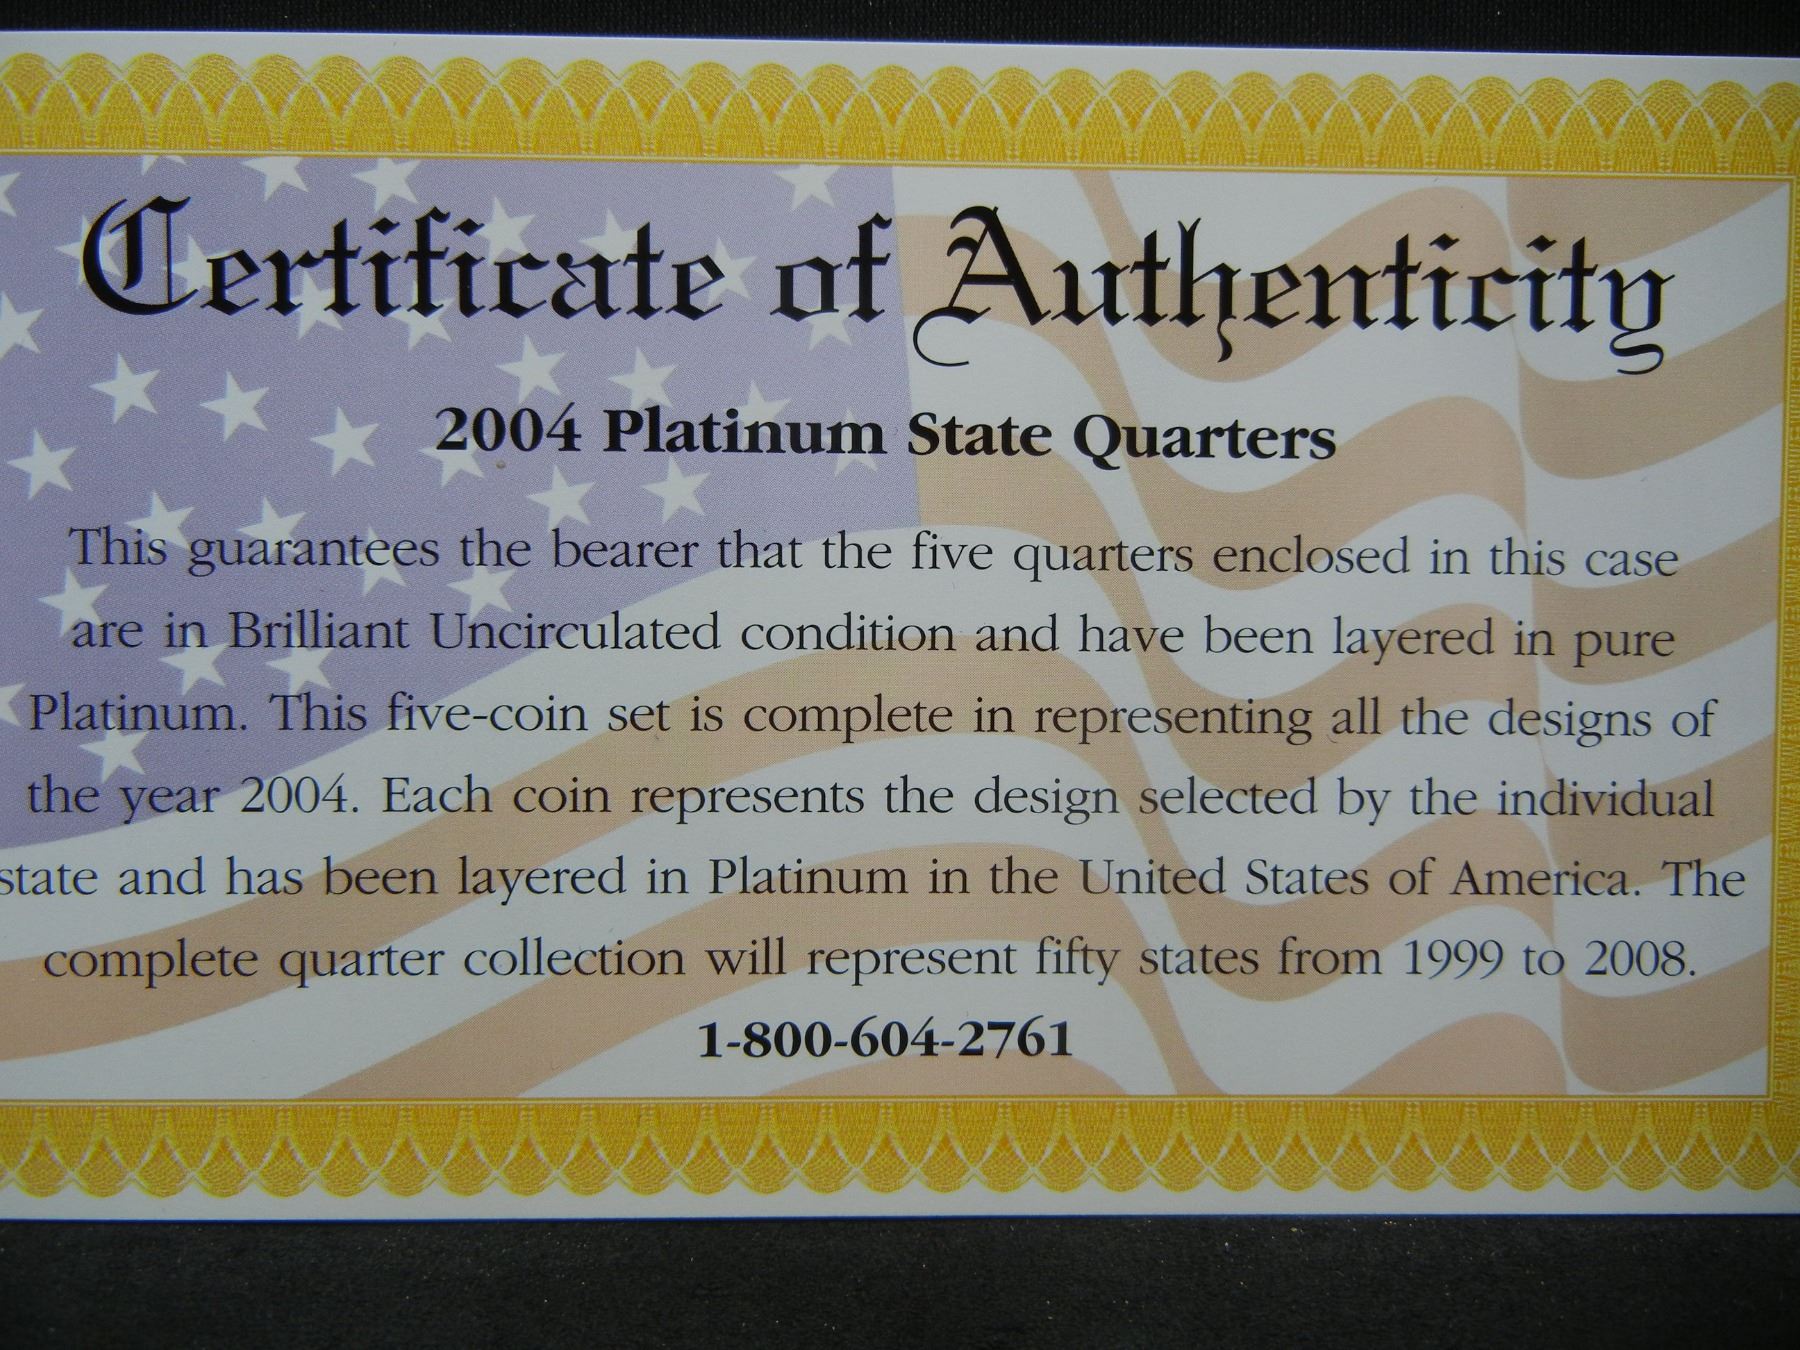 Certificate of Authenticity
2004 Platinum State Quarters
This guarantees the bearer that the five quarters enclosed in this case
are in Brilliant Uncirculated condition and have been layered in pure
Platinum. This five-coin set is complete in representing all the designs of
the year 2004. Each coin represents the design selected by the individual
state and has been layered in Platinum in the United States of America. The
complete quarter collection will represent fifty states from 1999 to 2008.
1-800-604-2761